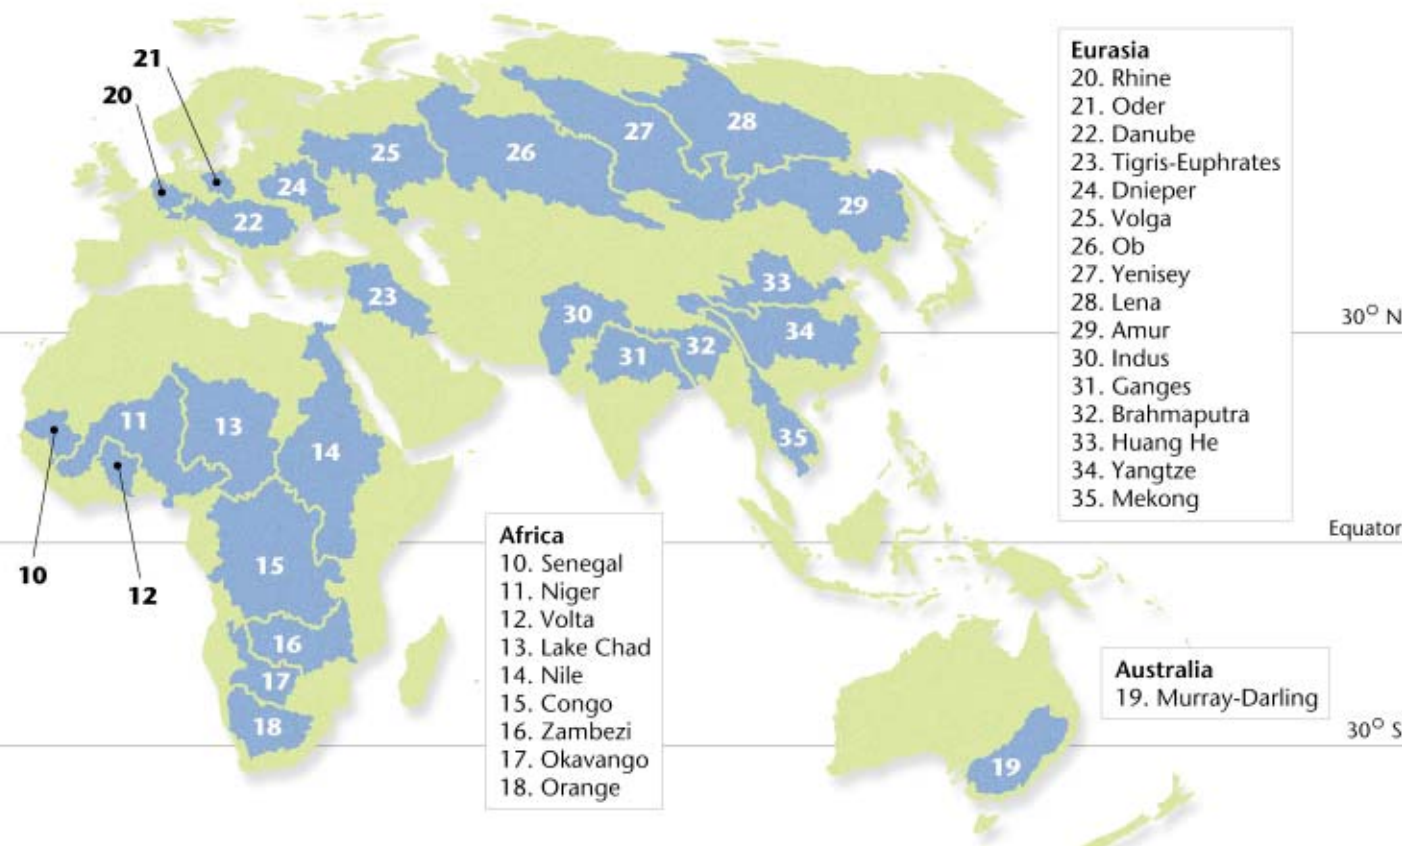 21
20
28
27
25
26
24
29
22
33
23
30
34
32
31
11
13
35
14
10
15
12
16
17
18
19
Eurasia
20. Rhine
21. Oder
22. Danube
23. Tigris-Euphrates
24. Dnieper
25. Volga
26. Ob
27. Yenisey
28. Lena
29. Amur
30. Indus
31. Ganges
32. Brahmaputra
33. Huang He
34. Yangtze
35. Mekong
30° N
Equator
30° S
Africa
10. Senegal
11. Niger
12. Volta
13. Lake Chad
14. Nile
15. Congo
16. Zambezi
17. Okavango
18. Orange
Australia
19. Murray-Darling